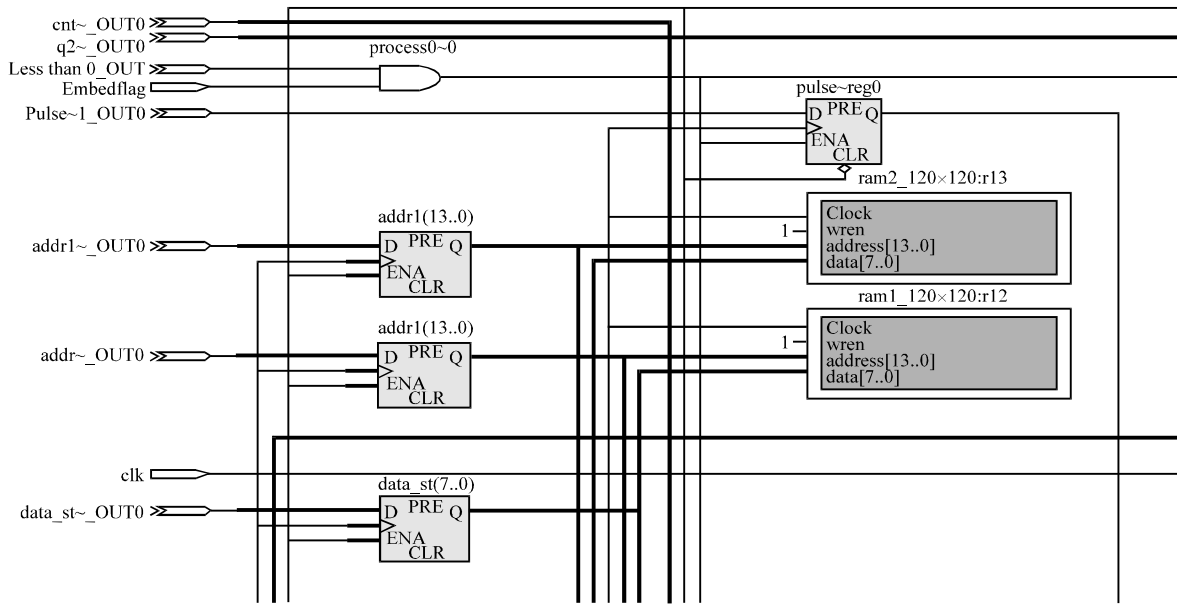 cnt~_OUT0
q2~_OUT0
process0~0
Less than 0_OUT
Embedflag
pulse~reg0
Pulse~1_OUT0
D PRE Q
ENA
CLR
ram2_120×120:r13
Clock
1 wren
address[13..0]
data[7..0]
addr1(13..0)
addr1~_OUT0
D PRE Q
ENA
CLR
ram1_120×120:r12
Clock
1 wren
address[13..0]
data[7..0]
addr1(13..0)
addr~_OUT0
D PRE Q
ENA
CLR
clk
data_st(7..0)
data_st~_OUT0
D PRE Q
ENA
CLR